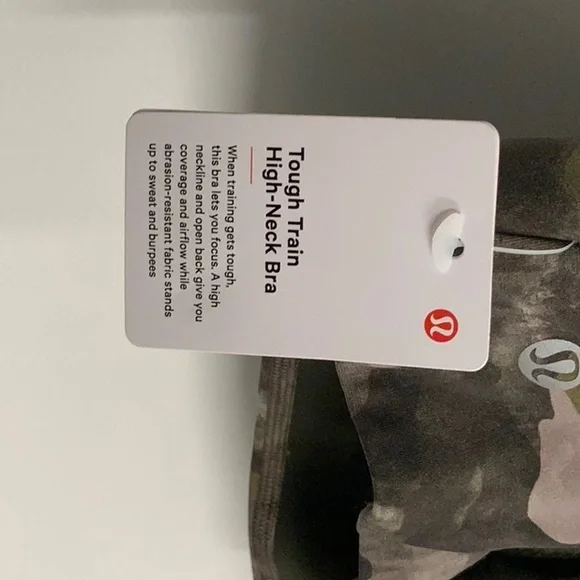 Tough Train
High-Neck Bra
When training gets tough,
this bra lets you focus. A high
neckline and open back give you
coverage and airflow while
abrasion-resistant fabric stands
up to sweat and burpees